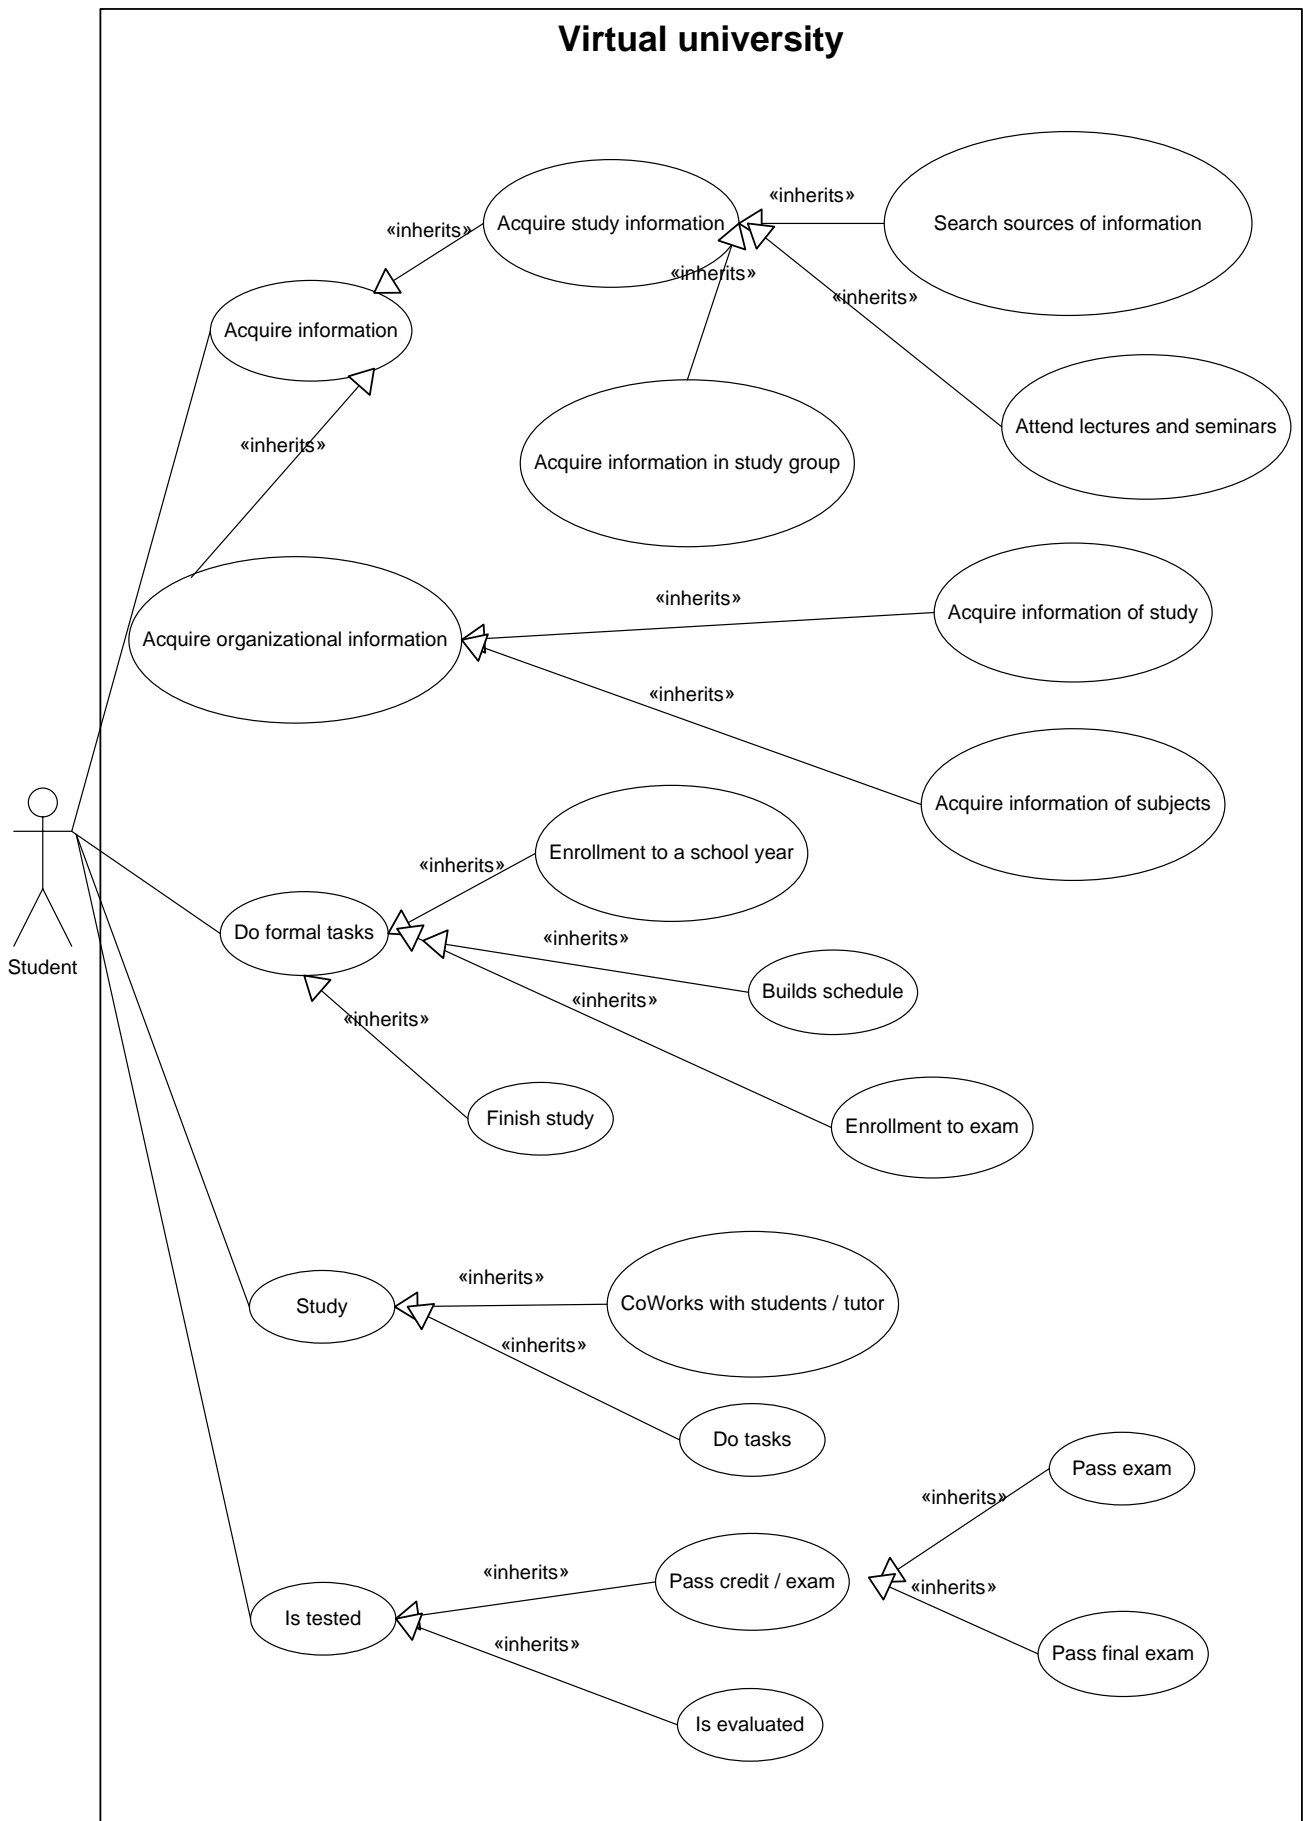 Virtual university
«inherits»
«inherits»
Acquire study information
Search sources of information
«inherits»
«inherits»
Acquire information
Attend lectures and seminars
«inherits»
Acquire information in study group
«inherits»
Acquire information of study
Acquire organizational information
«inherits»
Acquire information of subjects
Enrollment to a school year
«inherits»
Do formal tasks
«inherits»
Student
Builds schedule
«inherits»
«inherits»
Finish study
Enrollment to exam
«inherits»
Study
CoWorks with students / tutor
«inherits»
Do tasks
Pass exam
«inherits»
«inherits»
Pass credit / exam
«inherits»
Is tested
«inherits»
Pass final exam
Is evaluated